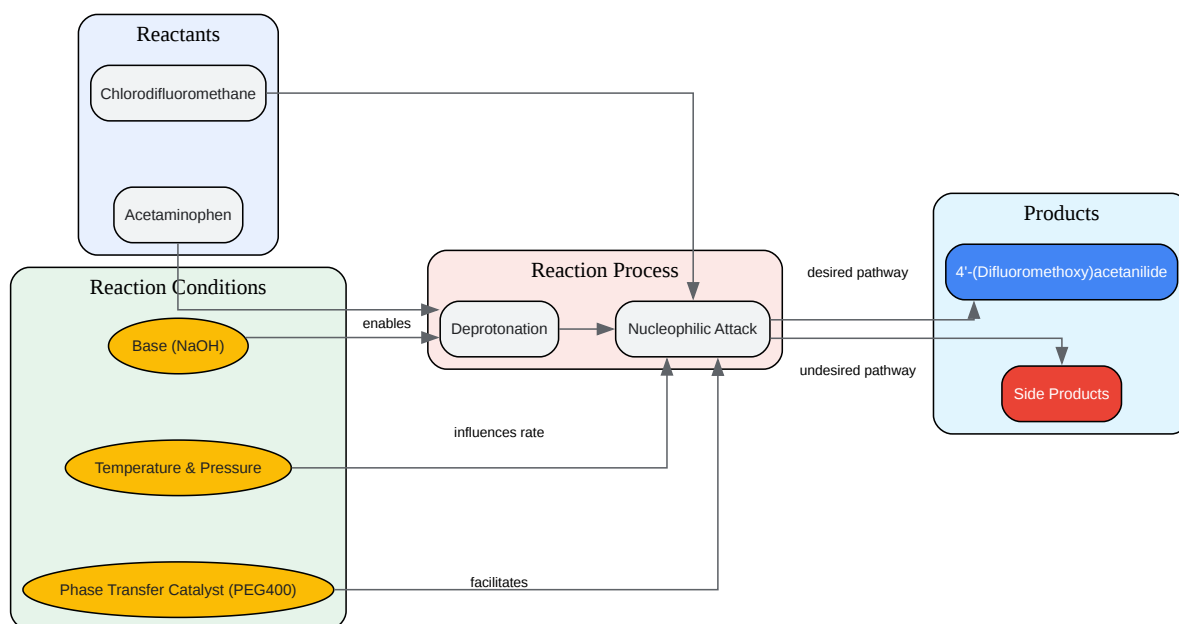 Reactants
Chlorodifluoromethane
Acetaminophen
Reaction Conditions
Base (NaOH)
Temperature & Pressure
Phase Transfer Catalyst (PEG400)
enables
influences rate
facilitates
Reaction Process
Deprotonation
Nucleophilic Attack
desired pathway
undesired pathway
Products
4'-(Difluoromethoxy)acetanilide
Side Products